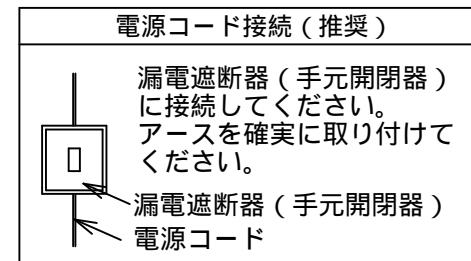 電源コード接続（推奨）
漏電遮断器（手元開閉器）
に接続してください。
アースを確実に取り付けて
ください。
漏電遮断器（手元開閉器）
電源コード